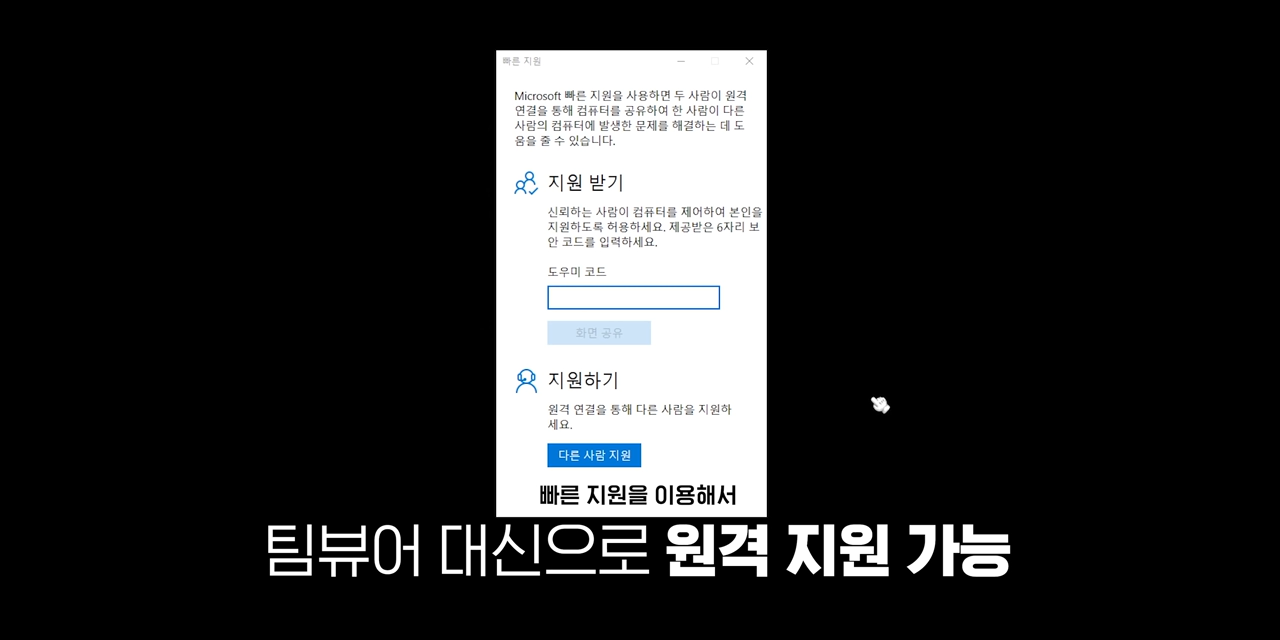 빠른 지원
Microsoft 빠른 지원을 사용하면 두 사람이 원격
연결을 통해 컴퓨터를 공유하여 한 사람이 다른
사람의 컴퓨터에 발생한 문제를 해결하는 데 도
움을 줄 수 있습니다.
지원 받기
신뢰하는 사람이 컴퓨터를 제어하여 본인을
지원하도록 허용하세요. 제공받은 6자리 보
안 코드를 입력하세요.
도우미 코드
화면 공유
지원하기
원격 연결을 통해 다른 사람을 지원하
세요.
다른 사람 지원
빠른 지원을 이용해서
팀뷰어 대신으로 원격 지원 가능